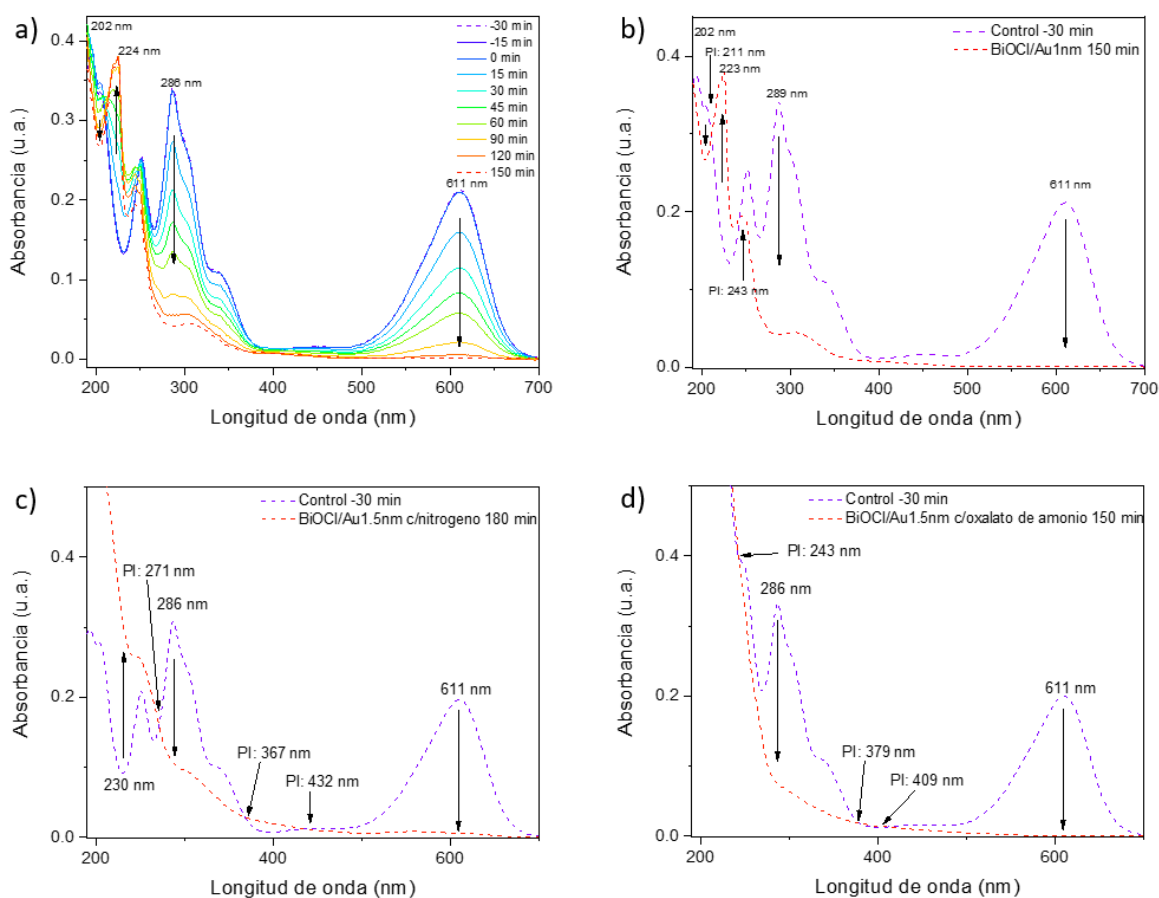 a)
202 nm
224 nm
286 nm
611 nm
-30 min
-15 min
0 min
15 min
30 min
45 min
60 min
90 min
120 min
150 min
0.4
0.3
0.2
0.1
0.0
Absorbancia (u.a.)
200 300 400 500 600 700
Longitud de onda (nm)
b)
202 nm
PI: 211 nm
223 nm
289 nm
611 nm
PI: 243 nm
Control -30 min
BiOCl/Au1nm 150 min
0.4
0.2
0.0
Absorbancia (u.a.)
200 300 400 500 600 700
Longitud de onda (nm)
c)
Control -30 min
BiOCl/Au1.5nm c/nitrogeno 180 min
PI: 271 nm
286 nm
611 nm
PI: 367 nm
PI: 432 nm
230 nm
0.4
0.2
0.0
Absorbancia (u.a.)
200 400 600
Longitud de onda (nm)
d)
Control -30 min
BiOCl/Au1.5nm c/oxalato de amonio 150 min
PI: 243 nm
286 nm
611 nm
PI: 379 nm
PI: 409 nm
0.4
0.2
0.0
Absorbancia (u.a.)
200 400 600
Longitud de onda (nm)